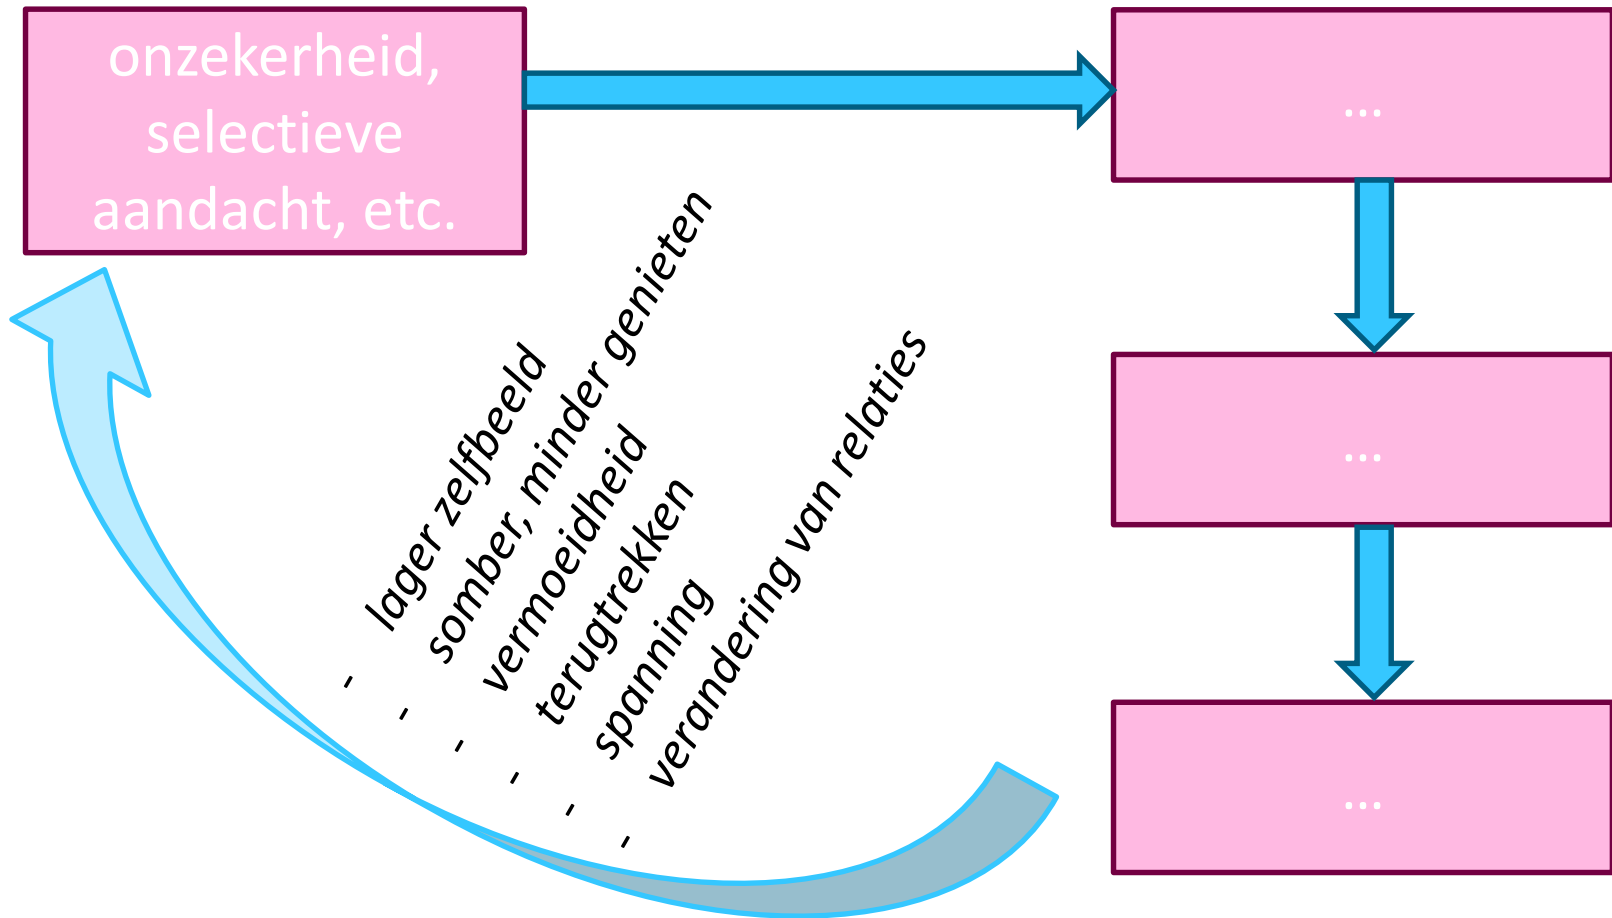 onzekerheid,
selectieve
aandacht, etc.
...
...
...
- lager zelfbeeld
- somber, minder genieten
- vermoeidheid
- terugtrekken
- spanning
- verandering van relaties